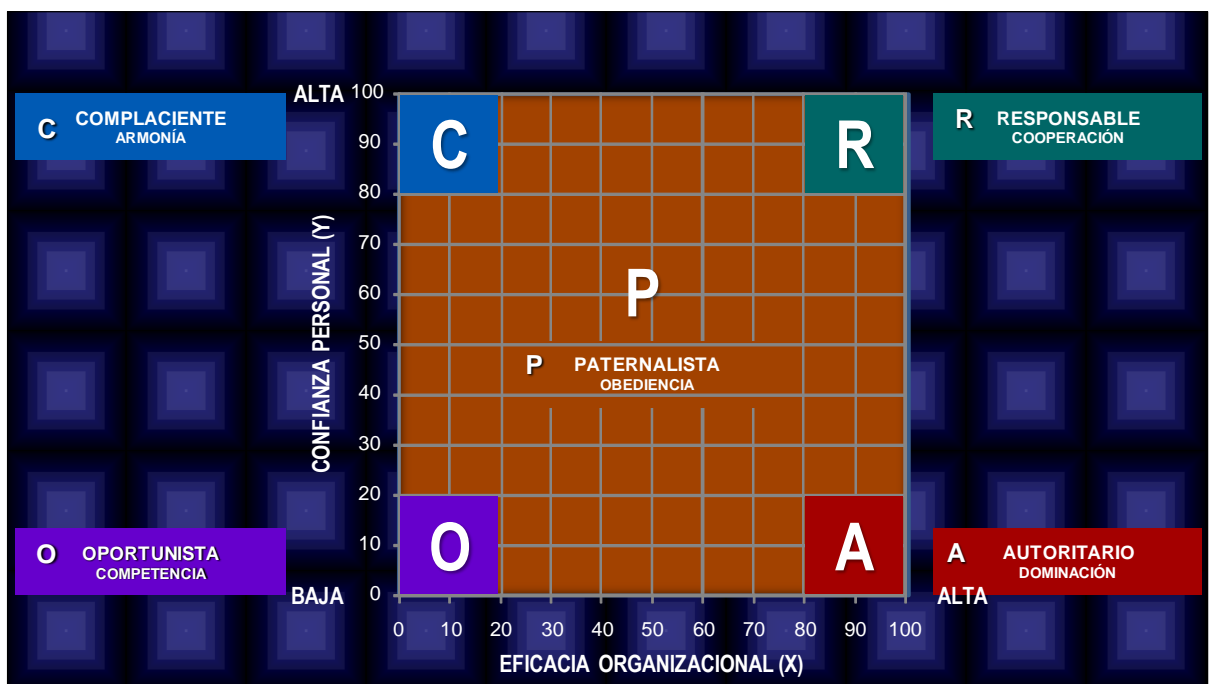 ALTA
C COMPLACIENTE
ARMONÍA
R RESPONSABLE
COOPERACIÓN
C
R
100
90
80
70
60
50
40
30
20
10
0
CONFIANZA PERSONAL (Y)
P
P PATERNALISTA
OBEDIENCIA
O OPORTUNISTA
COMPETENCIA
O
A
A AUTORITARIO
DOMINACIÓN
BAJA
ALTA
0 10 20 30 40 50 60 70 80 90 100
EFICACIA ORGANIZACIONAL (X)